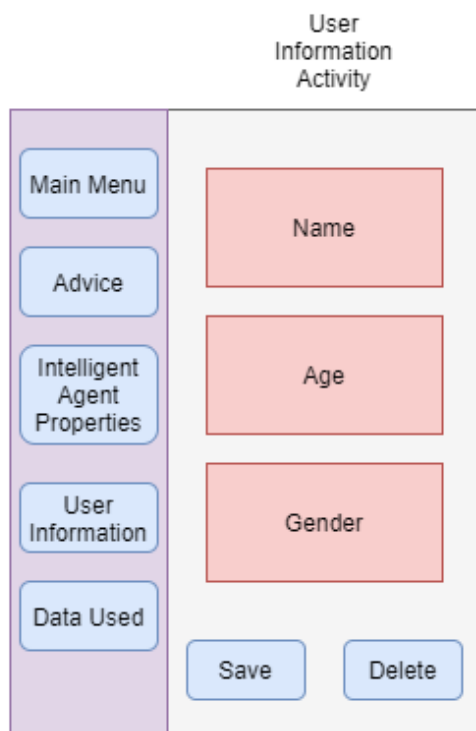 User
Information
Activity
Main Menu
Advice
Intelligent
Agent
Properties
User
Information
Data Used
Name
Age
Gender
Save
Delete